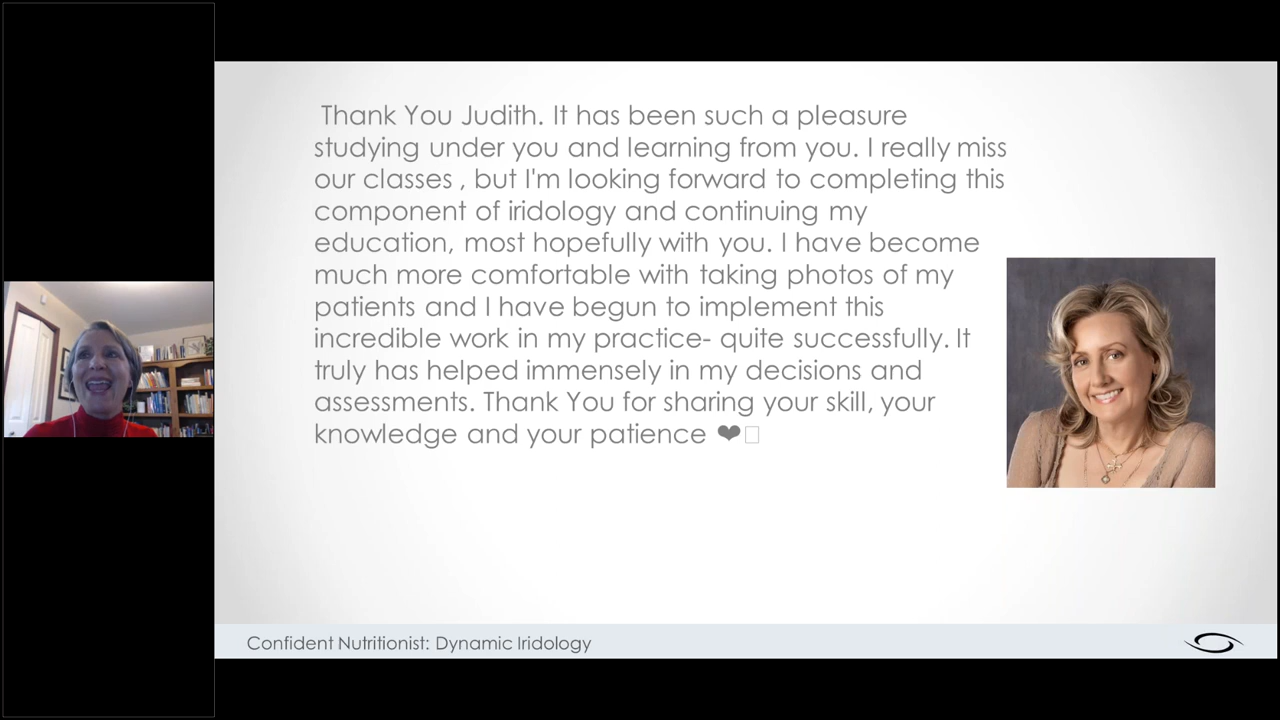 Thank You Judith. It has been such a pleasure
studying under you and learning from you. I really miss
our classes , but I'm looking forward to completing this
component of iridology and continuing my
education, most hopefully with you. I have become
much more comfortable with taking photos of my
patients and I have begun to implement this
incredible work in my practice- quite successfully. It
truly has helped immensely in my decisions and
assessments. Thank You for sharing your skill, your
knowledge and your patience ❤□
Confident Nutritionist: Dynamic Iridology